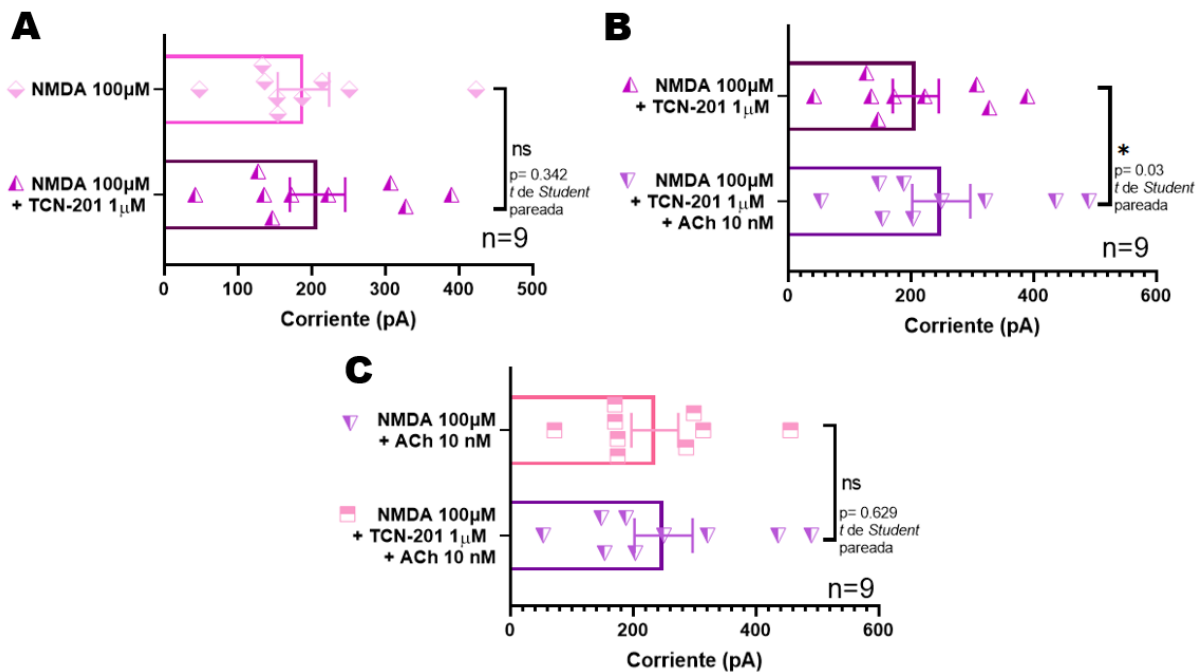 A
NMDA 100µM
NMDA 100µM
+ TCN-201 1µM
ns
p= 0.342
t de Student
pareada
n=9
0 100 200 300 400 500
Corriente (pA)
B
NMDA 100µM
+ TCN-201 1µM
NMDA 100µM
+ TCN-201 1µM
+ ACh 10 nM
*
p= 0.03
t de Student
pareada
n=9
0 200 400 600
Corriente (pA)
C
NMDA 100µM
+ ACh 10 nM
NMDA 100µM
+ TCN-201 1µM
+ ACh 10 nM
ns
p= 0.629
t de Student
pareada
n=9
0 200 400 600
Corriente (pA)